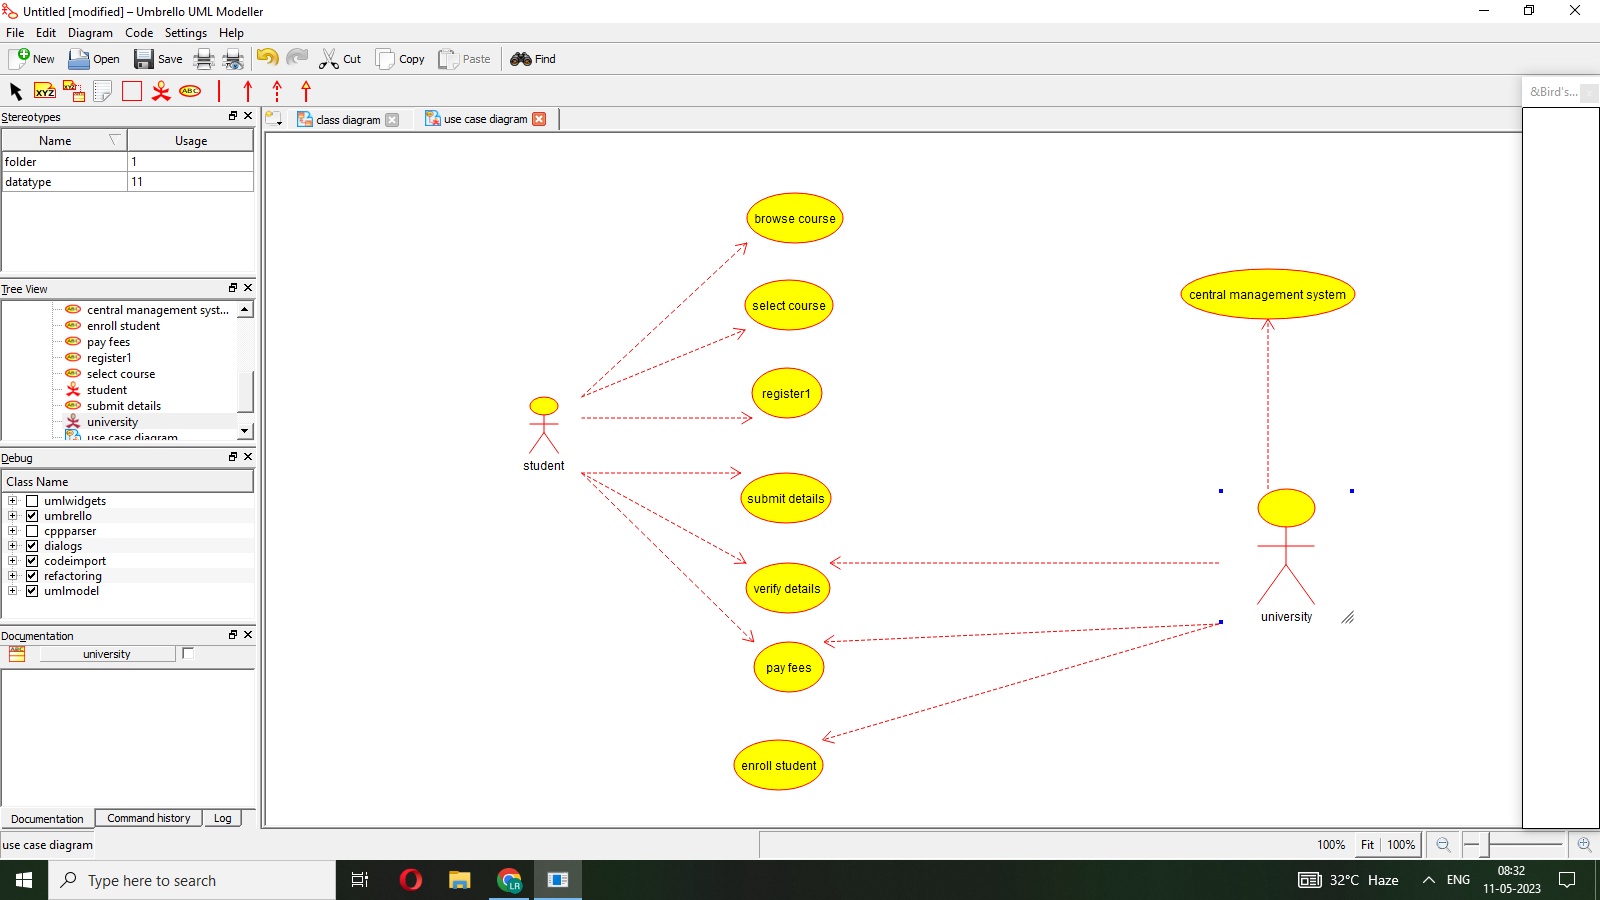 Untitled [modified] – Umbrello UML Modeller
File Edit Diagram Code Settings Help
New Open Save Cut Copy Paste Find
XYZ XYZ ABC
&Bird's...
Stereotypes
class diagram use case diagram
Name Usage
folder 1
datatype 11
Tree View
central management syst...
enroll student
pay fees
register1
select course
student
submit details
university
use case diagram
Debug
Class Name
umlwidgets
umbrello
cppparser
dialogs
codeimport
refactoring
umlmodel
Documentation
university
Documentation Command history Log
browse course
select course
register1
student
submit details
verify details
pay fees
enroll student
central management system
university
use case diagram
100% Fit 100%
Type here to search
LR
32°C Haze
ENG
08:32
11-05-2023